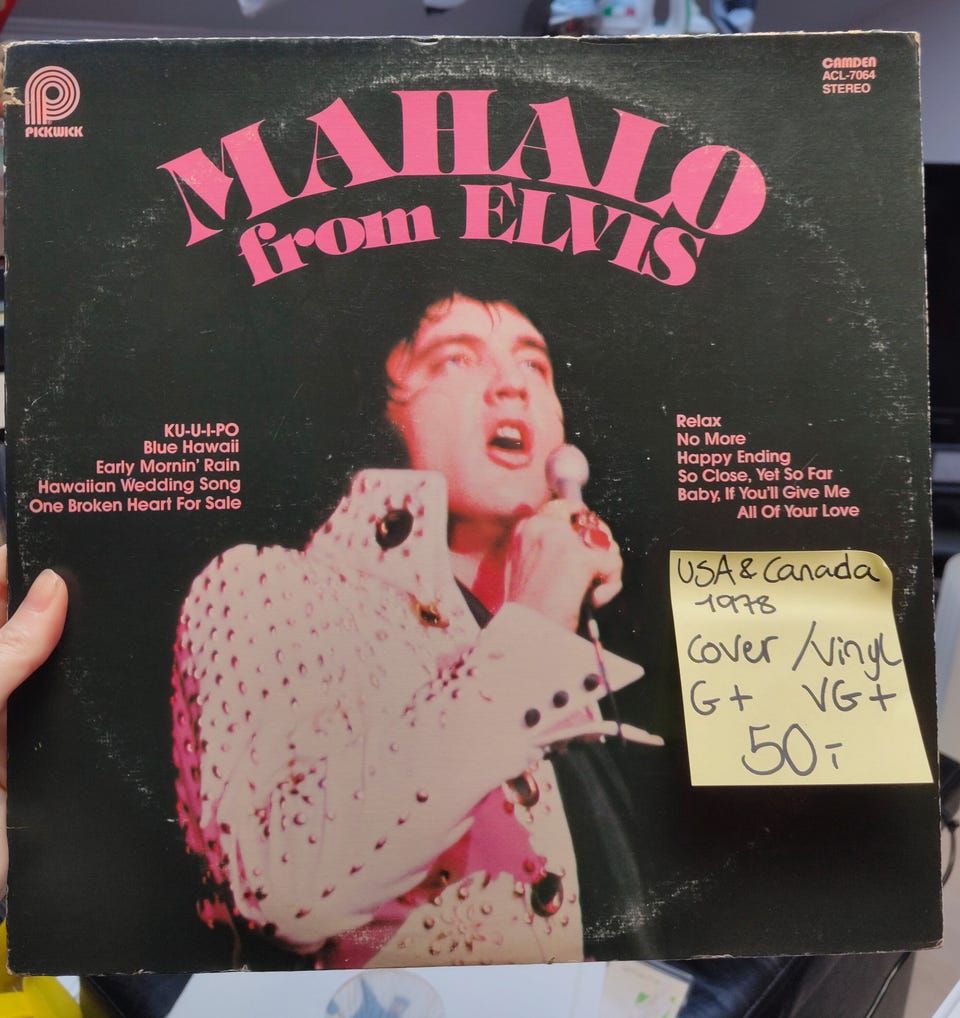 PICKWICK
CAMDEN
ACL-7064
STEREO
MAHALO
from ELVIS
KU-U-I-PO
Blue Hawaii
Early Mornin' Rain
Hawaiian Wedding Song
One Broken Heart For Sale
Relax
No More
Happy Ending
So Close, Yet So Far
Baby, If You'll Give Me
All Of Your Love
USA & Canada
1978
cover / vinyl
G+ VG+
50:-